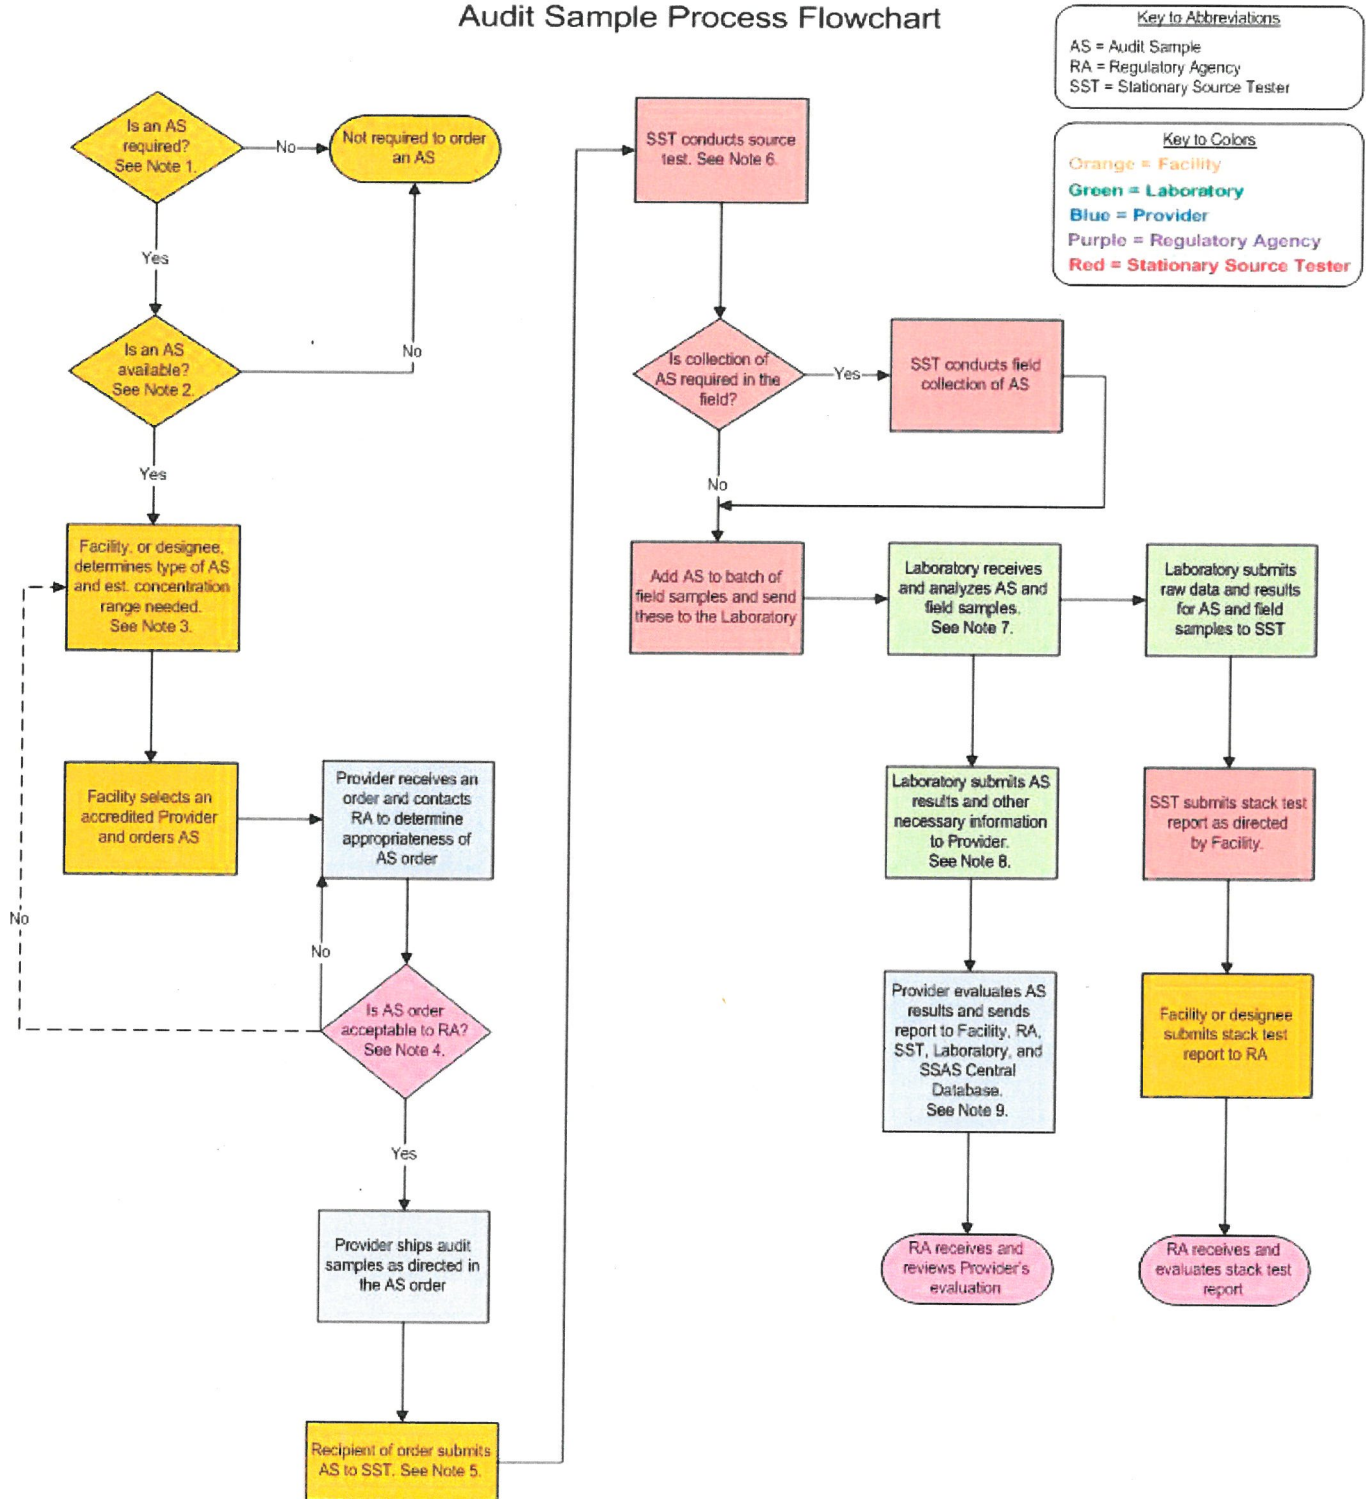 Audit Sample Process Flowchart
Key to Abbreviations
AS = Audit Sample
RA = Regulatory Agency
SST = Stationary Source Tester
Key to Colors
Orange = Facility
Green = Laboratory
Blue = Provider
Purple = Regulatory Agency
Red = Stationary Source Tester
Is an AS
required?
See Note 1.
No
Not required to order
an AS
Yes
Is an AS
available?
See Note 2.
No
Yes
Facility, or designee,
determines type of AS
and est. concentration
range needed.
See Note 3.
Facility selects an
accredited Provider
and orders AS
Provider receives an
order and contacts
RA to determine
appropriateness of
AS order
No
No
Is AS order
acceptable to RA?
See Note 4.
Yes
Provider ships audit
samples as directed in
the AS order
Recipient of order submits
AS to SST. See Note 5.
SST conducts source
test. See Note 6.
Is collection of
AS required in the
field?
Yes
SST conducts field
collection of AS
No
Add AS to batch of
field samples and send
these to the Laboratory
Laboratory receives
and analyzes AS and
field samples.
See Note 7.
Laboratory submits
raw data and results
for AS and field
samples to SST
Laboratory submits AS
results and other
necessary information
to Provider.
See Note 8.
SST submits stack test
report as directed
by Facility.
Provider evaluates AS
results and sends
report to Facility, RA,
SST, Laboratory, and
SSAS Central
Database.
See Note 9.
Facility or designee
submits stack test
report to RA
RA receives and
reviews Provider's
evaluation
RA receives and
evaluates stack test
report